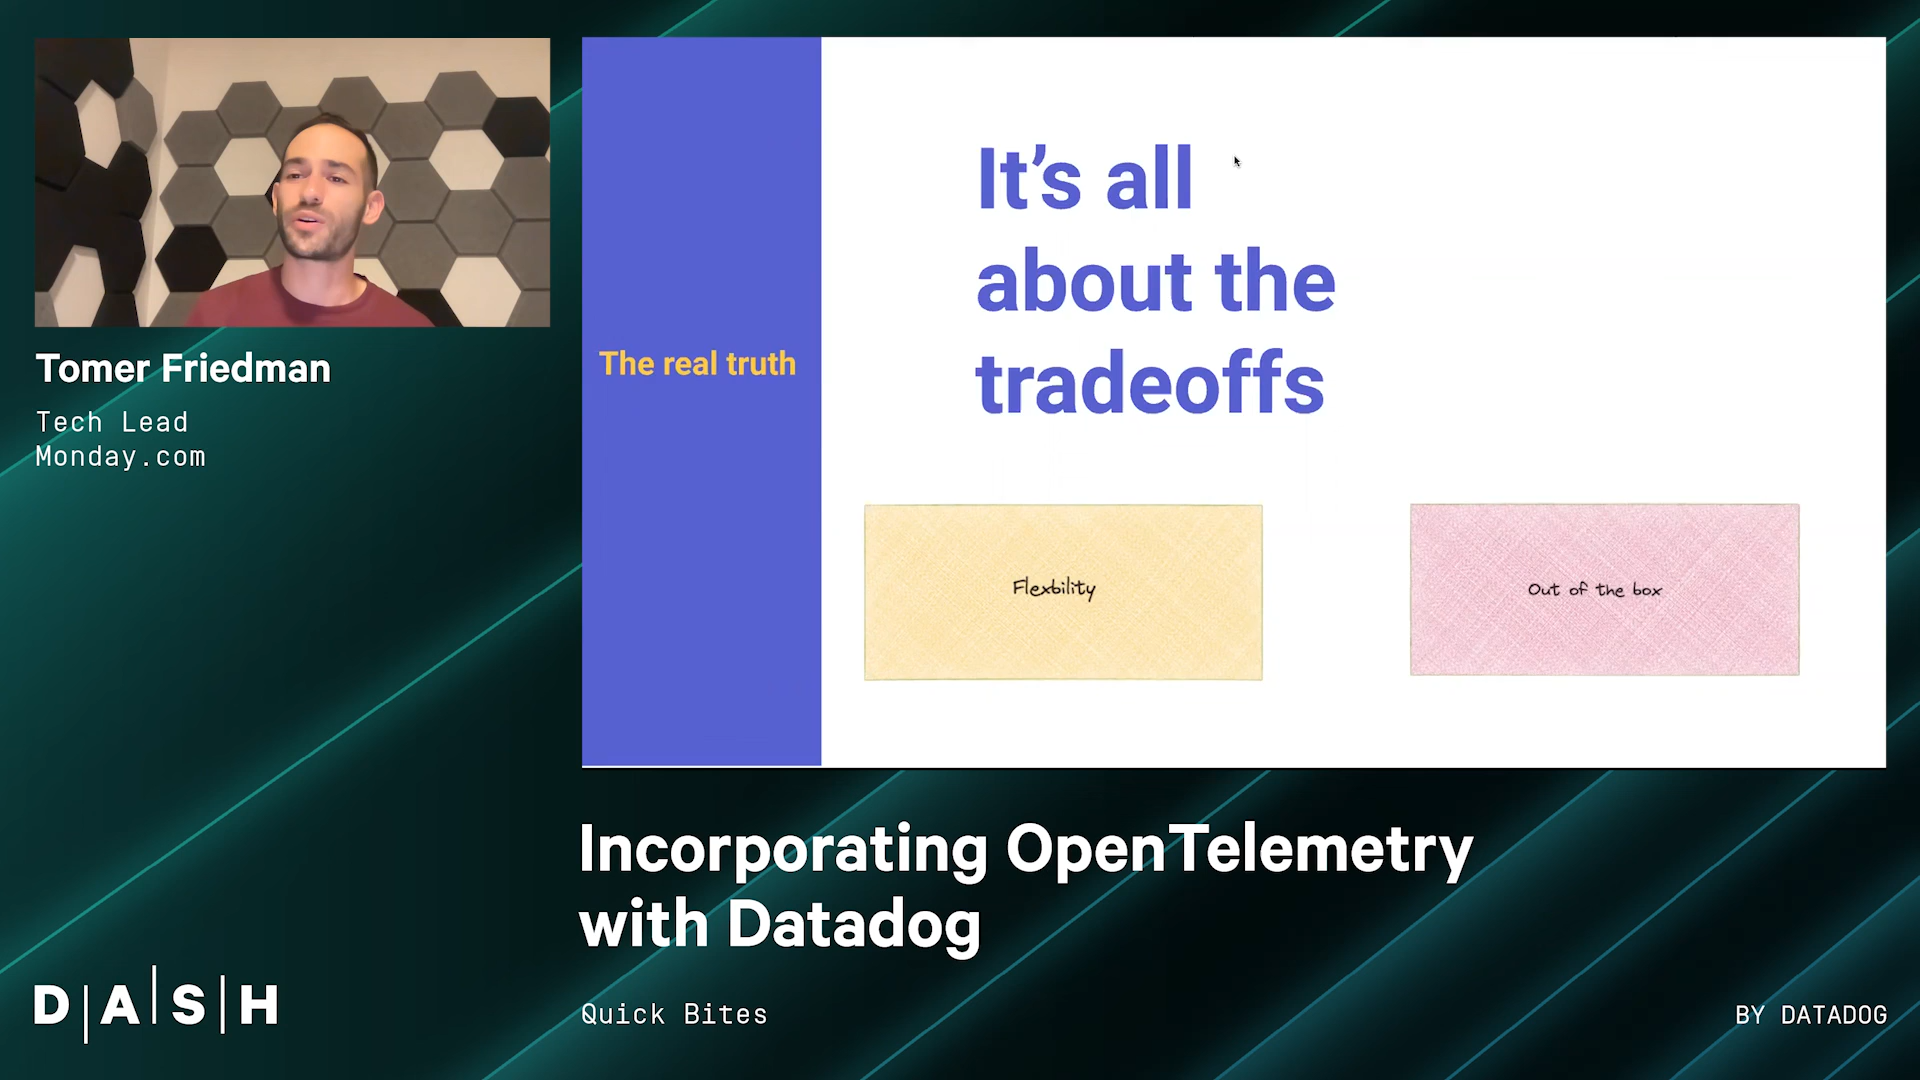 Tomer Friedman
Tech Lead
Monday.com
The real truth
It's all
about the
tradeoffs
Flexbility
Out of the box
Incorporating OpenTelemetry
with Datadog
DASH
Quick Bites
BY DATADOG